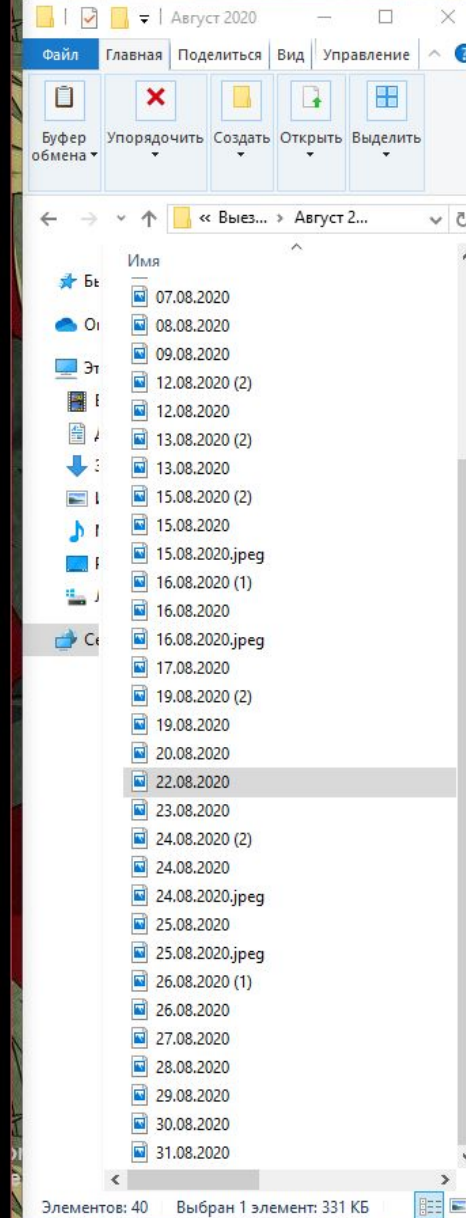 Август 2020
Файл Главная Поделиться Вид Управление
Буфер обмена Упорядочить Создать Открыть Выделить
« Выез... › Август 2...
Имя
07.08.2020
08.08.2020
09.08.2020
12.08.2020 (2)
12.08.2020
13.08.2020 (2)
13.08.2020
15.08.2020 (2)
15.08.2020
15.08.2020.jpeg
16.08.2020 (1)
16.08.2020
16.08.2020.jpeg
17.08.2020
19.08.2020 (2)
19.08.2020
20.08.2020
22.08.2020
23.08.2020
24.08.2020 (2)
24.08.2020
24.08.2020.jpeg
25.08.2020
25.08.2020.jpeg
26.08.2020 (1)
26.08.2020
27.08.2020
28.08.2020
29.08.2020
30.08.2020
31.08.2020
Элементов: 40 Выбран 1 элемент: 331 КБ